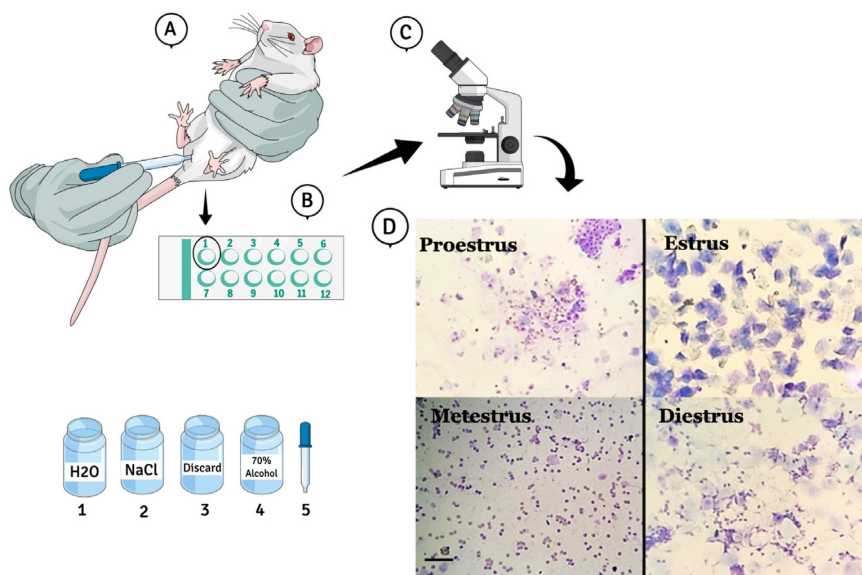 A
B
1 2 3 4 5 6
7 8 9 10 11 12
C
D
Proestrus
Estrus
Metestrus
Diestrus
H2O
NaCl
Discard
70%
Alcohol
1 2 3 4 5